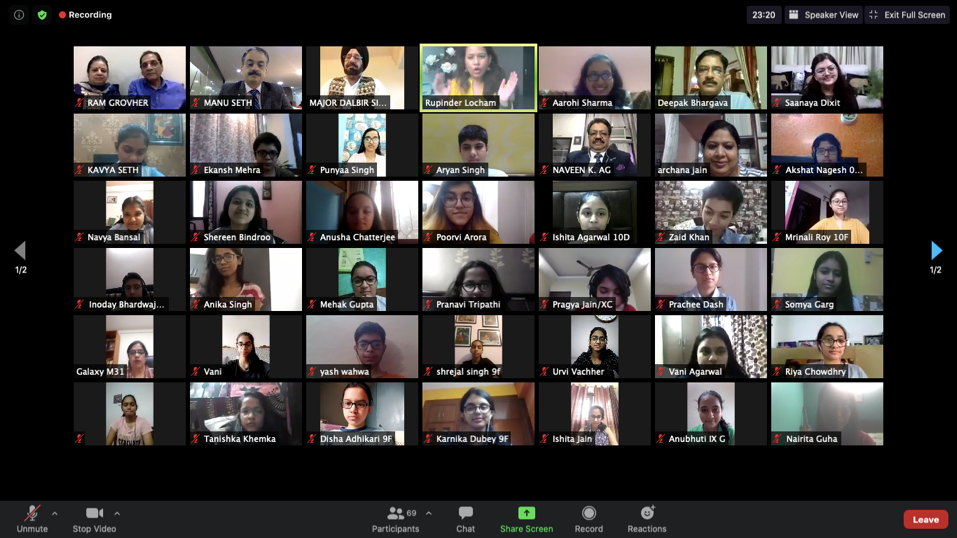 Recording
23:20
Speaker View
Exit Full Screen
RAM GROVHER
MANU SETH
MAJOR DALBIR SI...
Rupinder Locham
Aarohi Sharma
Deepak Bhargava
Saanaya Dixit
KAVYA SETH
Ekansh Mehra
Punyaa Singh
Aryan Singh
NAVEEN K. AG
archana jain
Akshat Nagesh 0...
Navya Bansal
Shereen Bindroo
Anusha Chatterjee
Poorvi Arora
Ishita Agarwal 10D
Zaid Khan
Mrinali Roy 10F
1/2
1/2
Inoday Bhardwaj...
Anika Singh
Mehak Gupta
Pranavi Tripathi
Pragya Jain/XC
Prachee Dash
Somya Garg
Galaxy M31
Vani
yash wahwa
shrejal singh 9f
Urvi Vachher
Vani Agarwal
Riya Chowdhry
Tanishka Khemka
Disha Adhikari 9F
Karnika Dubey 9F
Ishita Jain
Anubhuti IX G
Nairita Guha
Unmute
Stop Video
Participants
69
Chat
Share Screen
Record
Reactions
Leave